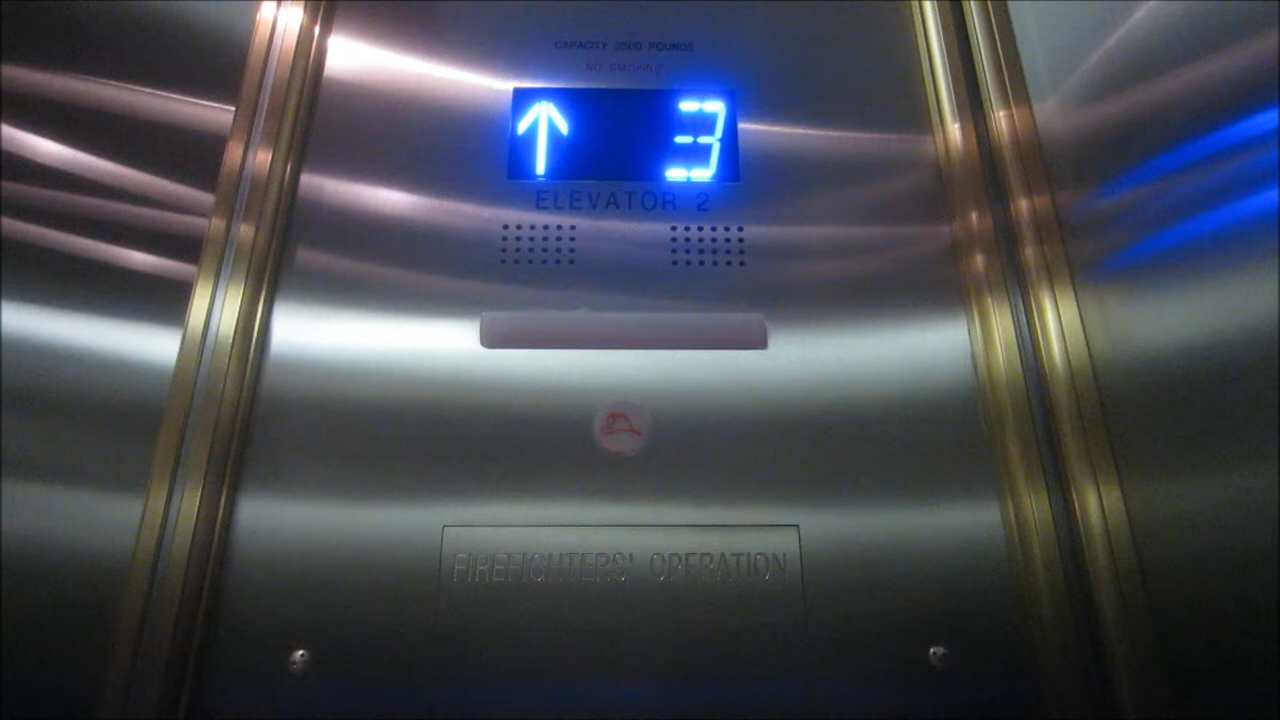 CAPACITY 3500 POUNDS
NO SMOKING
↑ 3
ELEVATOR 2
FIREFIGHTERS' OPERATION